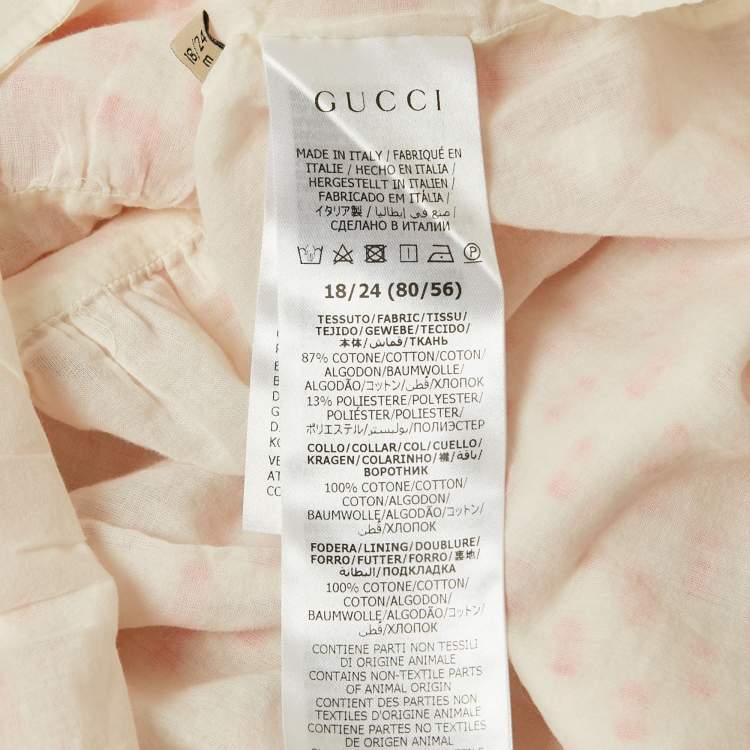 18/24
E
GUCCI
MADE IN ITALY / FABRIQUÉ EN
ITALIE / HECHO EN ITALIA /
HERGESTELLT IN ITALIEN /
FABRICADO EM ITÁLIA /
イタリア製 / صنع في إيطاليا /
СДЕЛАНО В ИТАЛИИ
P
18/24 (80/56)
TESSUTO/FABRIC/TISSU/
TEJIDO/GEWEBE/TECIDO/
本体/قماش/ТКАНЬ
87% COTONE/COTTON/COTON/
ALGODON/BAUMWOLLE/
ALGODÃO/コットン/قُطن/ХЛОПОК
13% POLIESTERE/POLYESTER/
POLIÉSTER/POLYESTER/
ポリエステル/بوليستر/ПОЛИЭСТЕР
COLLO/COLLAR/COL/CUELLO/
KRAGEN/COLARINHO/襟/ياقة/
ВОРОТНИК
100% COTONE/COTTON/
COTON/ALGODON/
BAUMWOLLE/ALGODÃO/コットン/
قُطن/ХЛОПОК
FODERA/LINING/DOUBLURE/
FORRO/FUTTER/FORRO/裏地/
البطانة/ПОДКЛАДКА
100% COTONE/COTTON/
COTON/ALGODON/
BAUMWOLLE/ALGODÃO/コットン/
قُطن/ХЛОПОК
CONTIENE PARTI NON TESSILI
DI ORIGINE ANIMALE
CONTAINS NON-TEXTILE PARTS
OF ANIMAL ORIGIN
CONTIENT DES PARTIES NON
TEXTILES D'ORIGINE ANIMALE
CONTIENE PARTES NO TEXTILES
DE ORIGEN ANIMAL